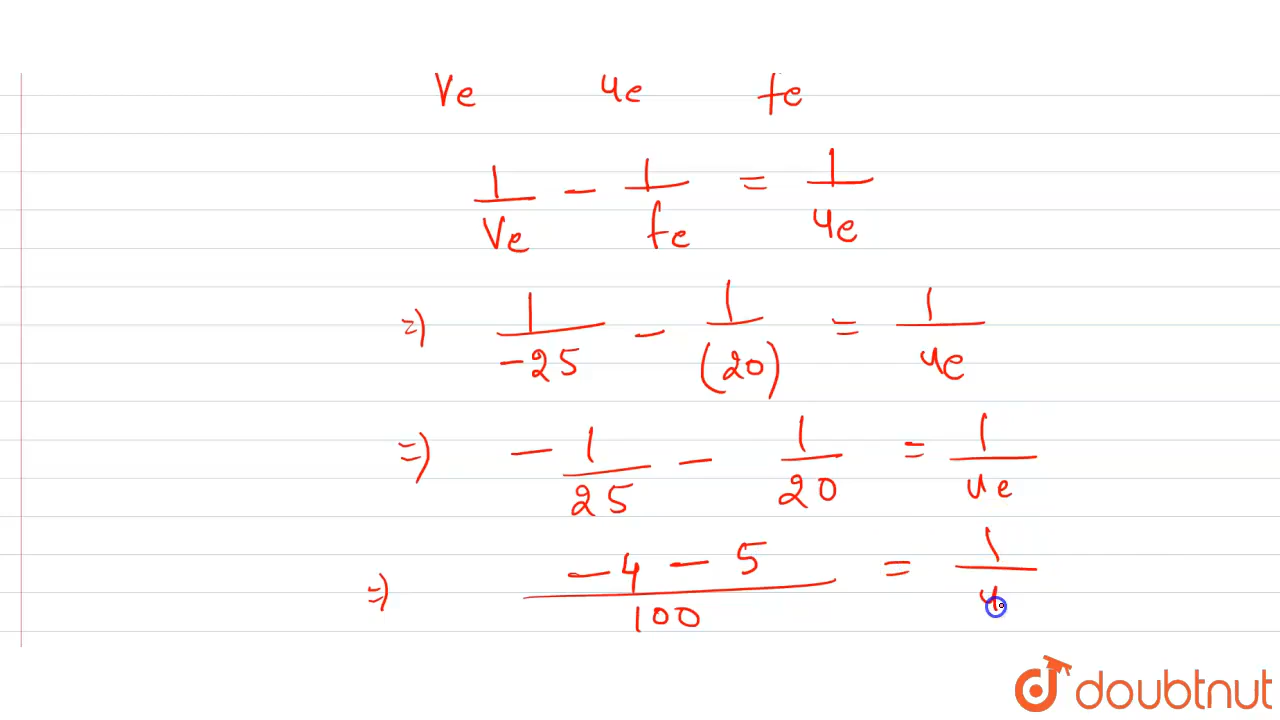 Ve ue fe
1/Ve - 1/fe = 1/ue
=> 1/-25 - 1/(20) = 1/ue
=> -1/25 - 1/20 = 1/ue
=> -4 - 5/100 = 1/u
doubtnut